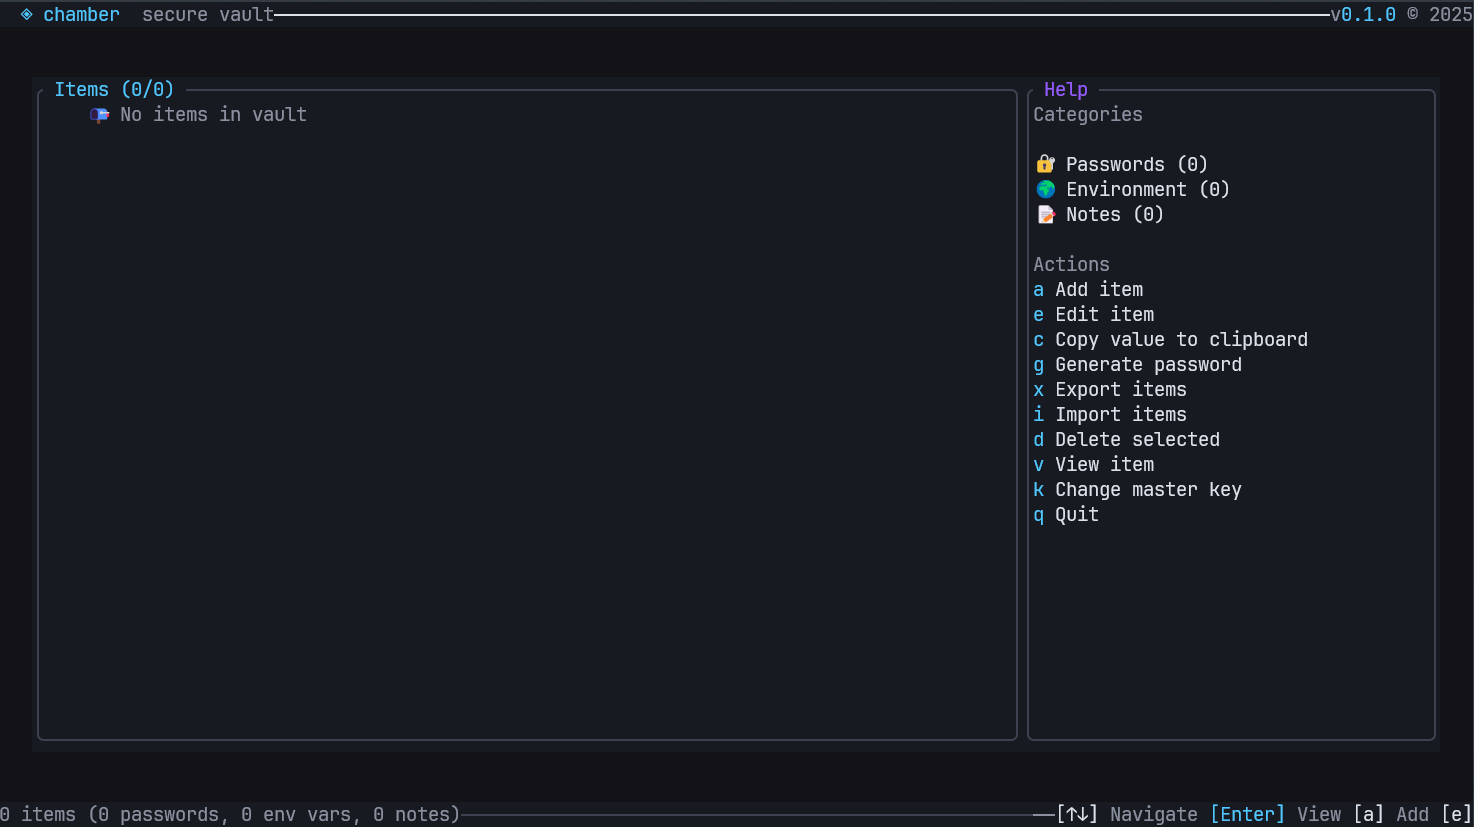 ◈ chamber secure vault v0.1.0 © 2025
Items (0/0)
📭 No items in vault
Help
Categories
🔐 Passwords (0)
🌍 Environment (0)
📝 Notes (0)
Actions
a Add item
e Edit item
c Copy value to clipboard
g Generate password
x Export items
i Import items
d Delete selected
v View item
k Change master key
q Quit
0 items (0 passwords, 0 env vars, 0 notes) [↑↓] Navigate [Enter] View [a] Add [e]